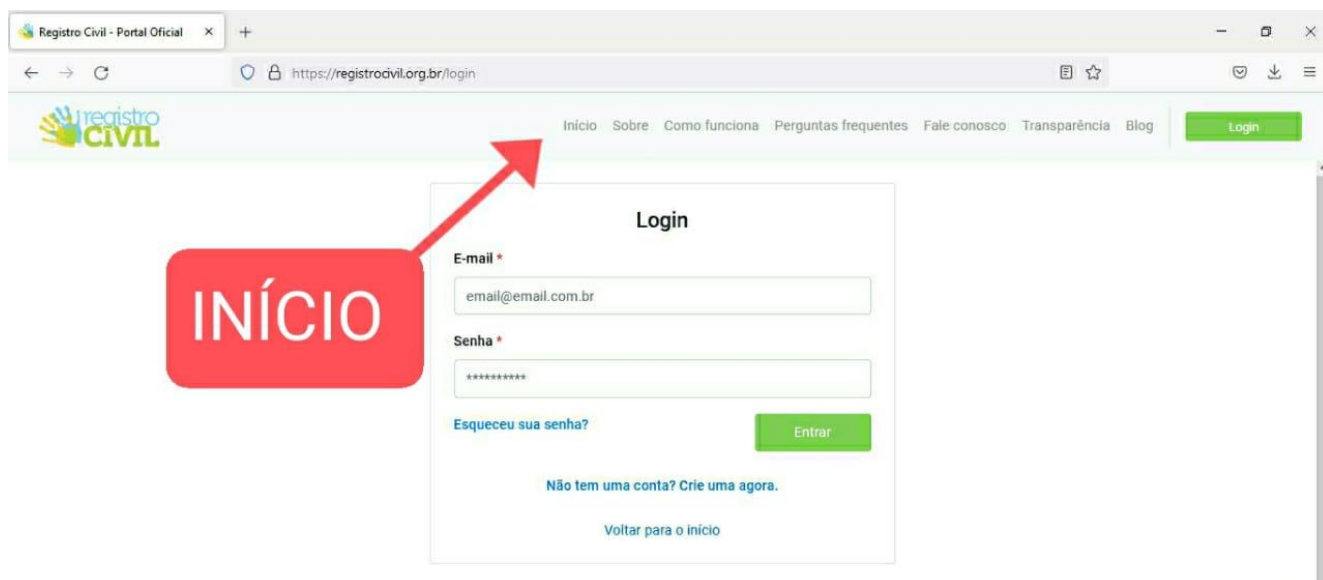 Registro Civil - Portal Oficial
https://registrocivil.org.br/login
registro
CIVIL
Início Sobre Como funciona Perguntas frequentes Fale conosco Transparência Blog Login
INÍCIO
Login
E-mail *
email@email.com.br
Senha *
**********
Esqueceu sua senha? Entrar
Não tem uma conta? Crie uma agora.
Voltar para o início